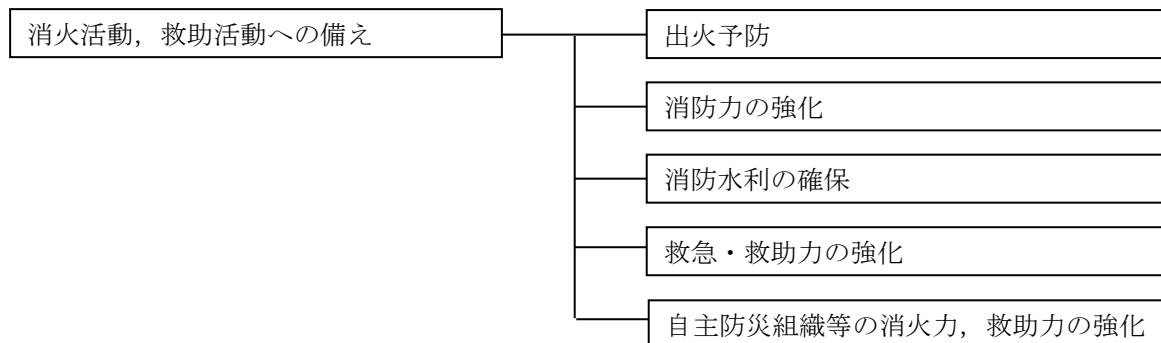 消火活動，救助活動への備え
出火予防
消防力の強化
消防水利の確保
救急・救助力の強化
自主防災組織等の消火力，救助力の強化